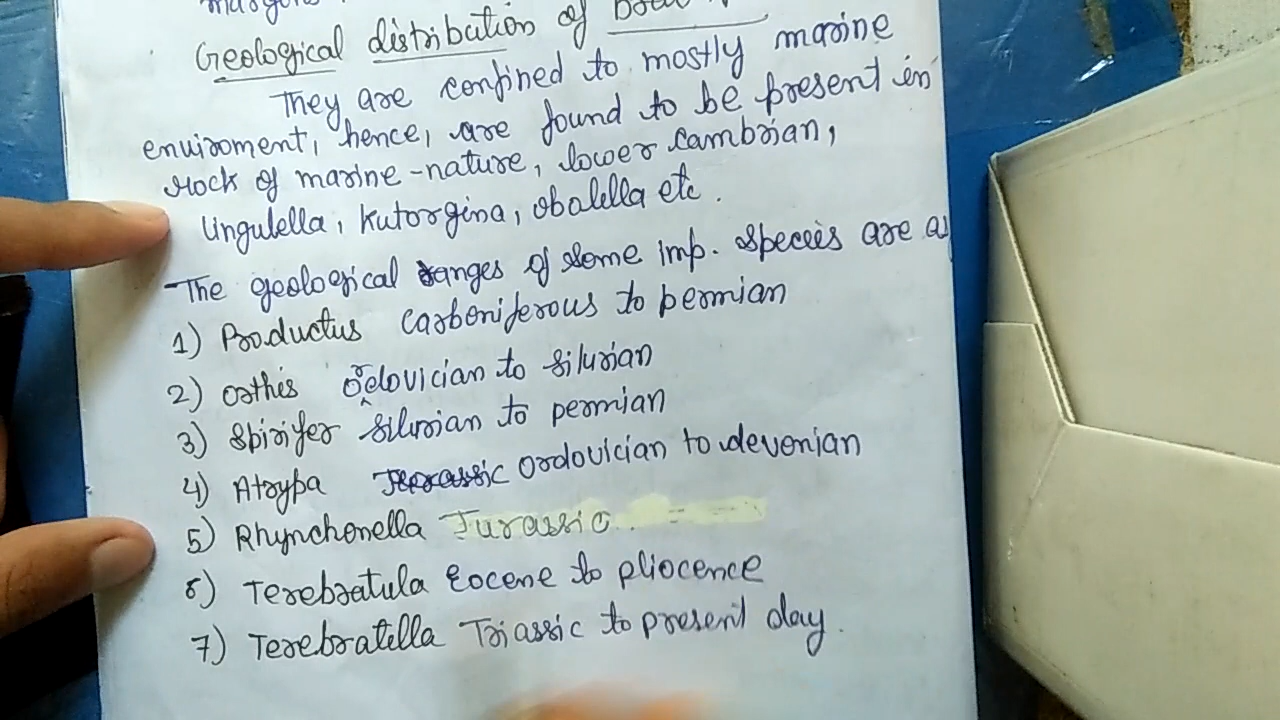 Geological distribution of
They are confined to mostly marine
enviroment, hence, are found to be present in
rock of marine-nature, lower cambrian,
Lingulella, Kutorgina, obolella etc.
The geological ranges of some imp. species are as
1) Productus carboniferous to permian
2) Orthis Ordovician to silurian
3) Spirifer silurian to permian
4) Atrypa Ordovician to devonian
5) Rhynchonella Jurassic
6) Terebratula Eocene to pliocence
7) Terebratella Triassic to present day.